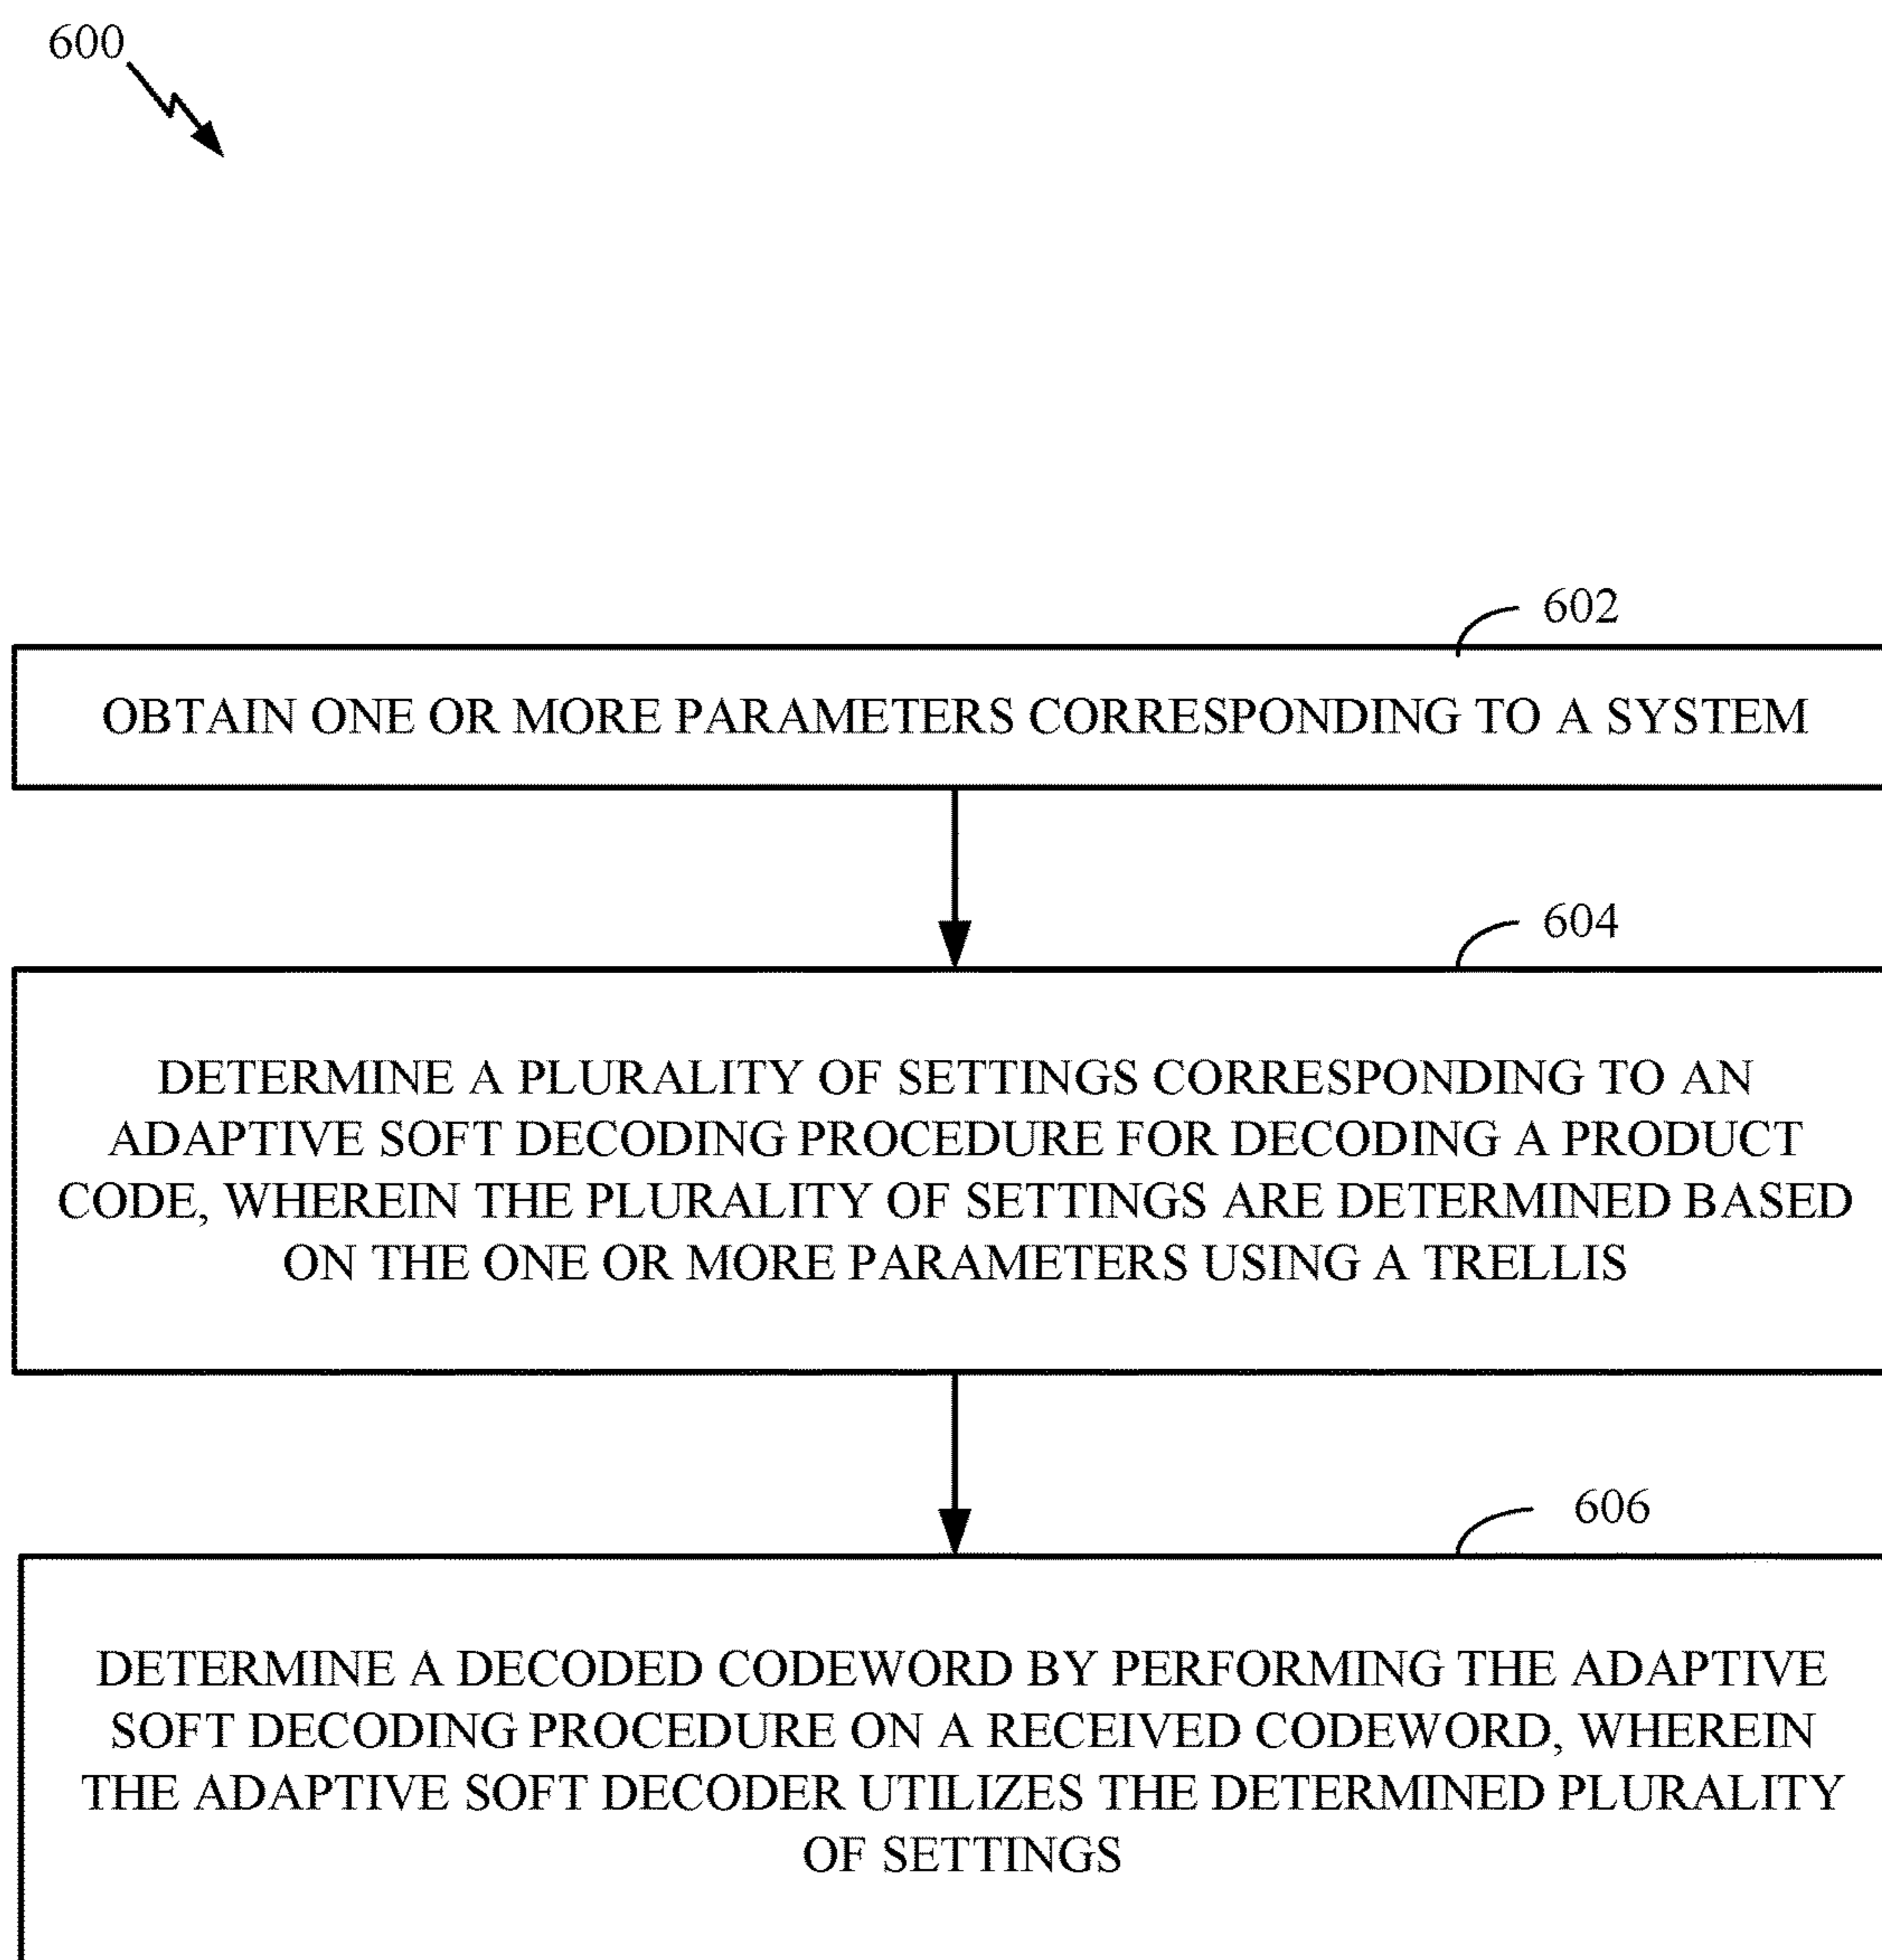 600
602
OBTAIN ONE OR MORE PARAMETERS CORRESPONDING TO A SYSTEM
604
DETERMINE A PLURALITY OF SETTINGS CORRESPONDING TO AN
ADAPTIVE SOFT DECODING PROCEDURE FOR DECODING A PRODUCT
CODE, WHEREIN THE PLURALITY OF SETTINGS ARE DETERMINED BASED
ON THE ONE OR MORE PARAMETERS USING A TRELLIS
606
DETERMINE A DECODED CODEWORD BY PERFORMING THE ADAPTIVE
SOFT DECODING PROCEDURE ON A RECEIVED CODEWORD, WHEREIN
THE ADAPTIVE SOFT DECODER UTILIZES THE DETERMINED PLURALITY
OF SETTINGS